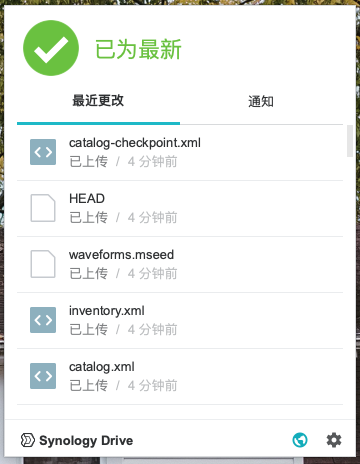 已为最新
最近更改
通知
catalog-checkpoint.xml
已上传 / 4 分钟前
HEAD
已上传 / 4 分钟前
waveforms.mseed
已上传 / 4 分钟前
inventory.xml
已上传 / 4 分钟前
catalog.xml
已上传 / 4 分钟前
Synology Drive